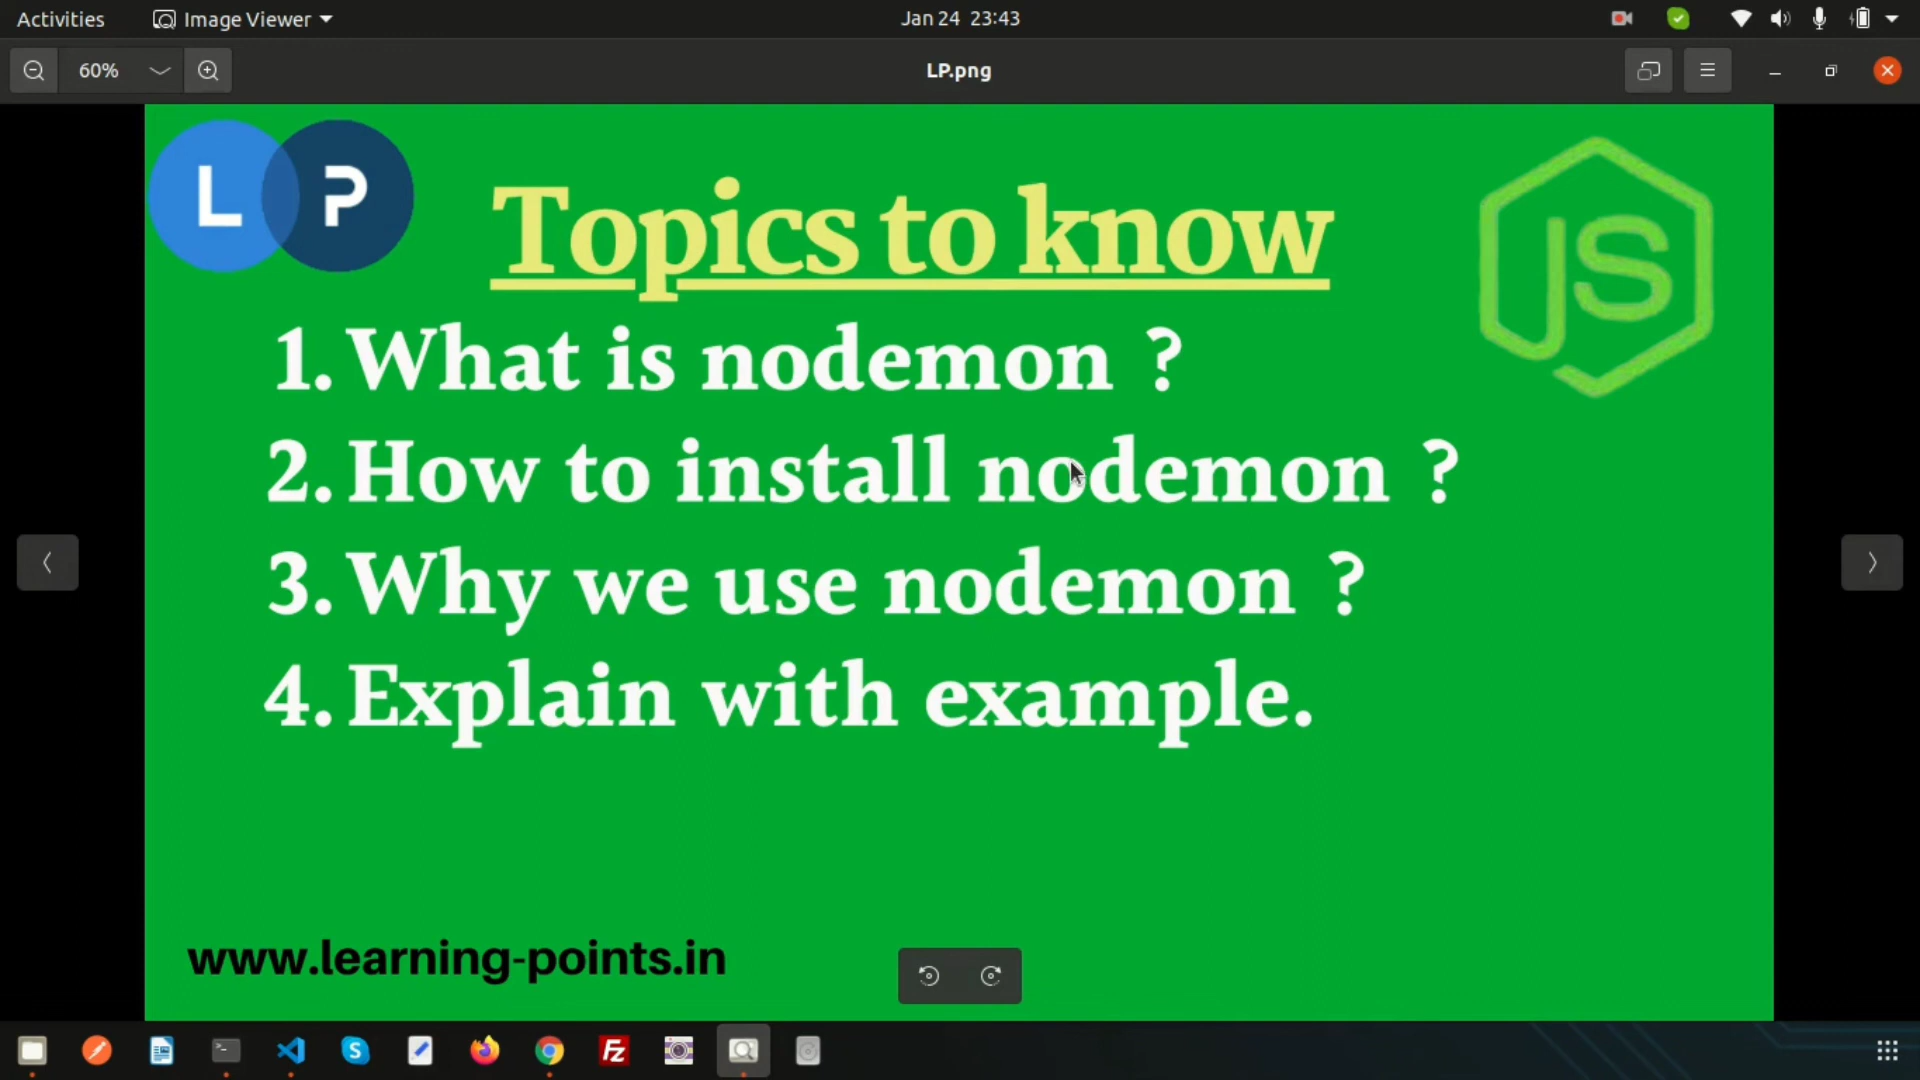 Activities Image Viewer Jan 24 23:43
60% LP.png
L P
JS
Topics to know
1. What is nodemon ?
2. How to install nodemon ?
3. Why we use nodemon ?
4. Explain with example.
www.learning-points.in